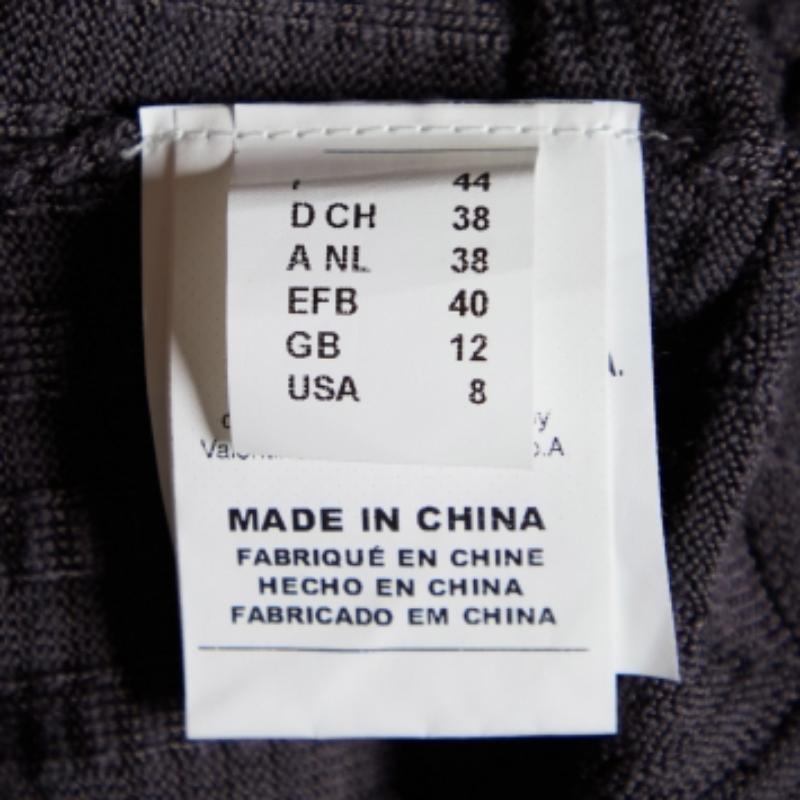 44
D CH 38
A NL 38
EFB 40
GB 12
USA 8
MADE IN CHINA
FABRIQUÉ EN CHINE
HECHO EN CHINA
FABRICADO EM CHINA